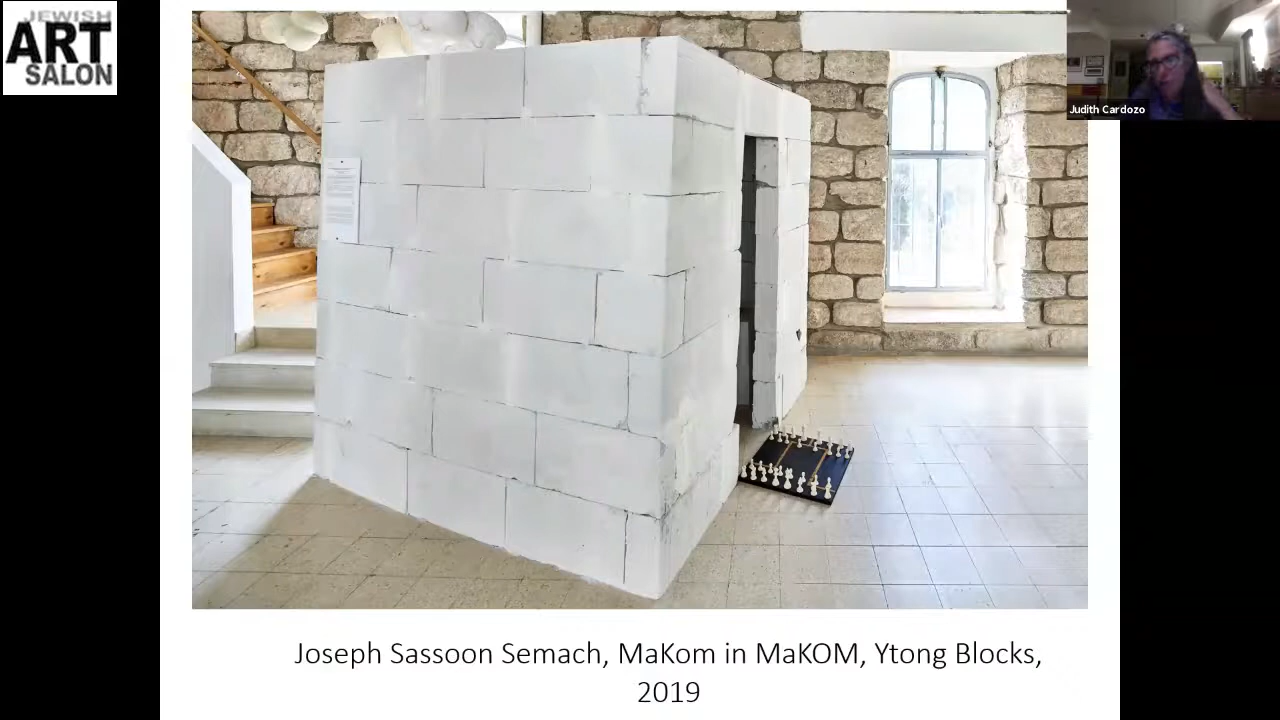 JEWISH
ART
SALON
Judith Cardozo
Joseph Sassoon Semach, MaKom in MaKOM, Ytong Blocks,
2019